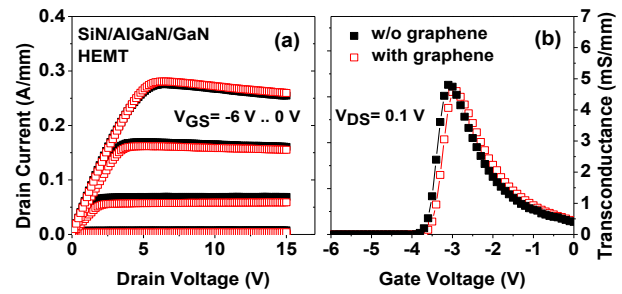 SiN/AlGaN/GaN
HEMT
(a)
V_GS= -6 V .. 0 V
Drain Current (A/mm)
0.4
0.3
0.2
0.1
0.0
0 5 10 15
Drain Voltage (V)
w/o graphene
with graphene
(b)
V_DS= 0.1 V
-6 -5 -4 -3 -2 -1 0
Gate Voltage (V)
7
6
5
4
3
2
1
0
Transconductance (mS/mm)